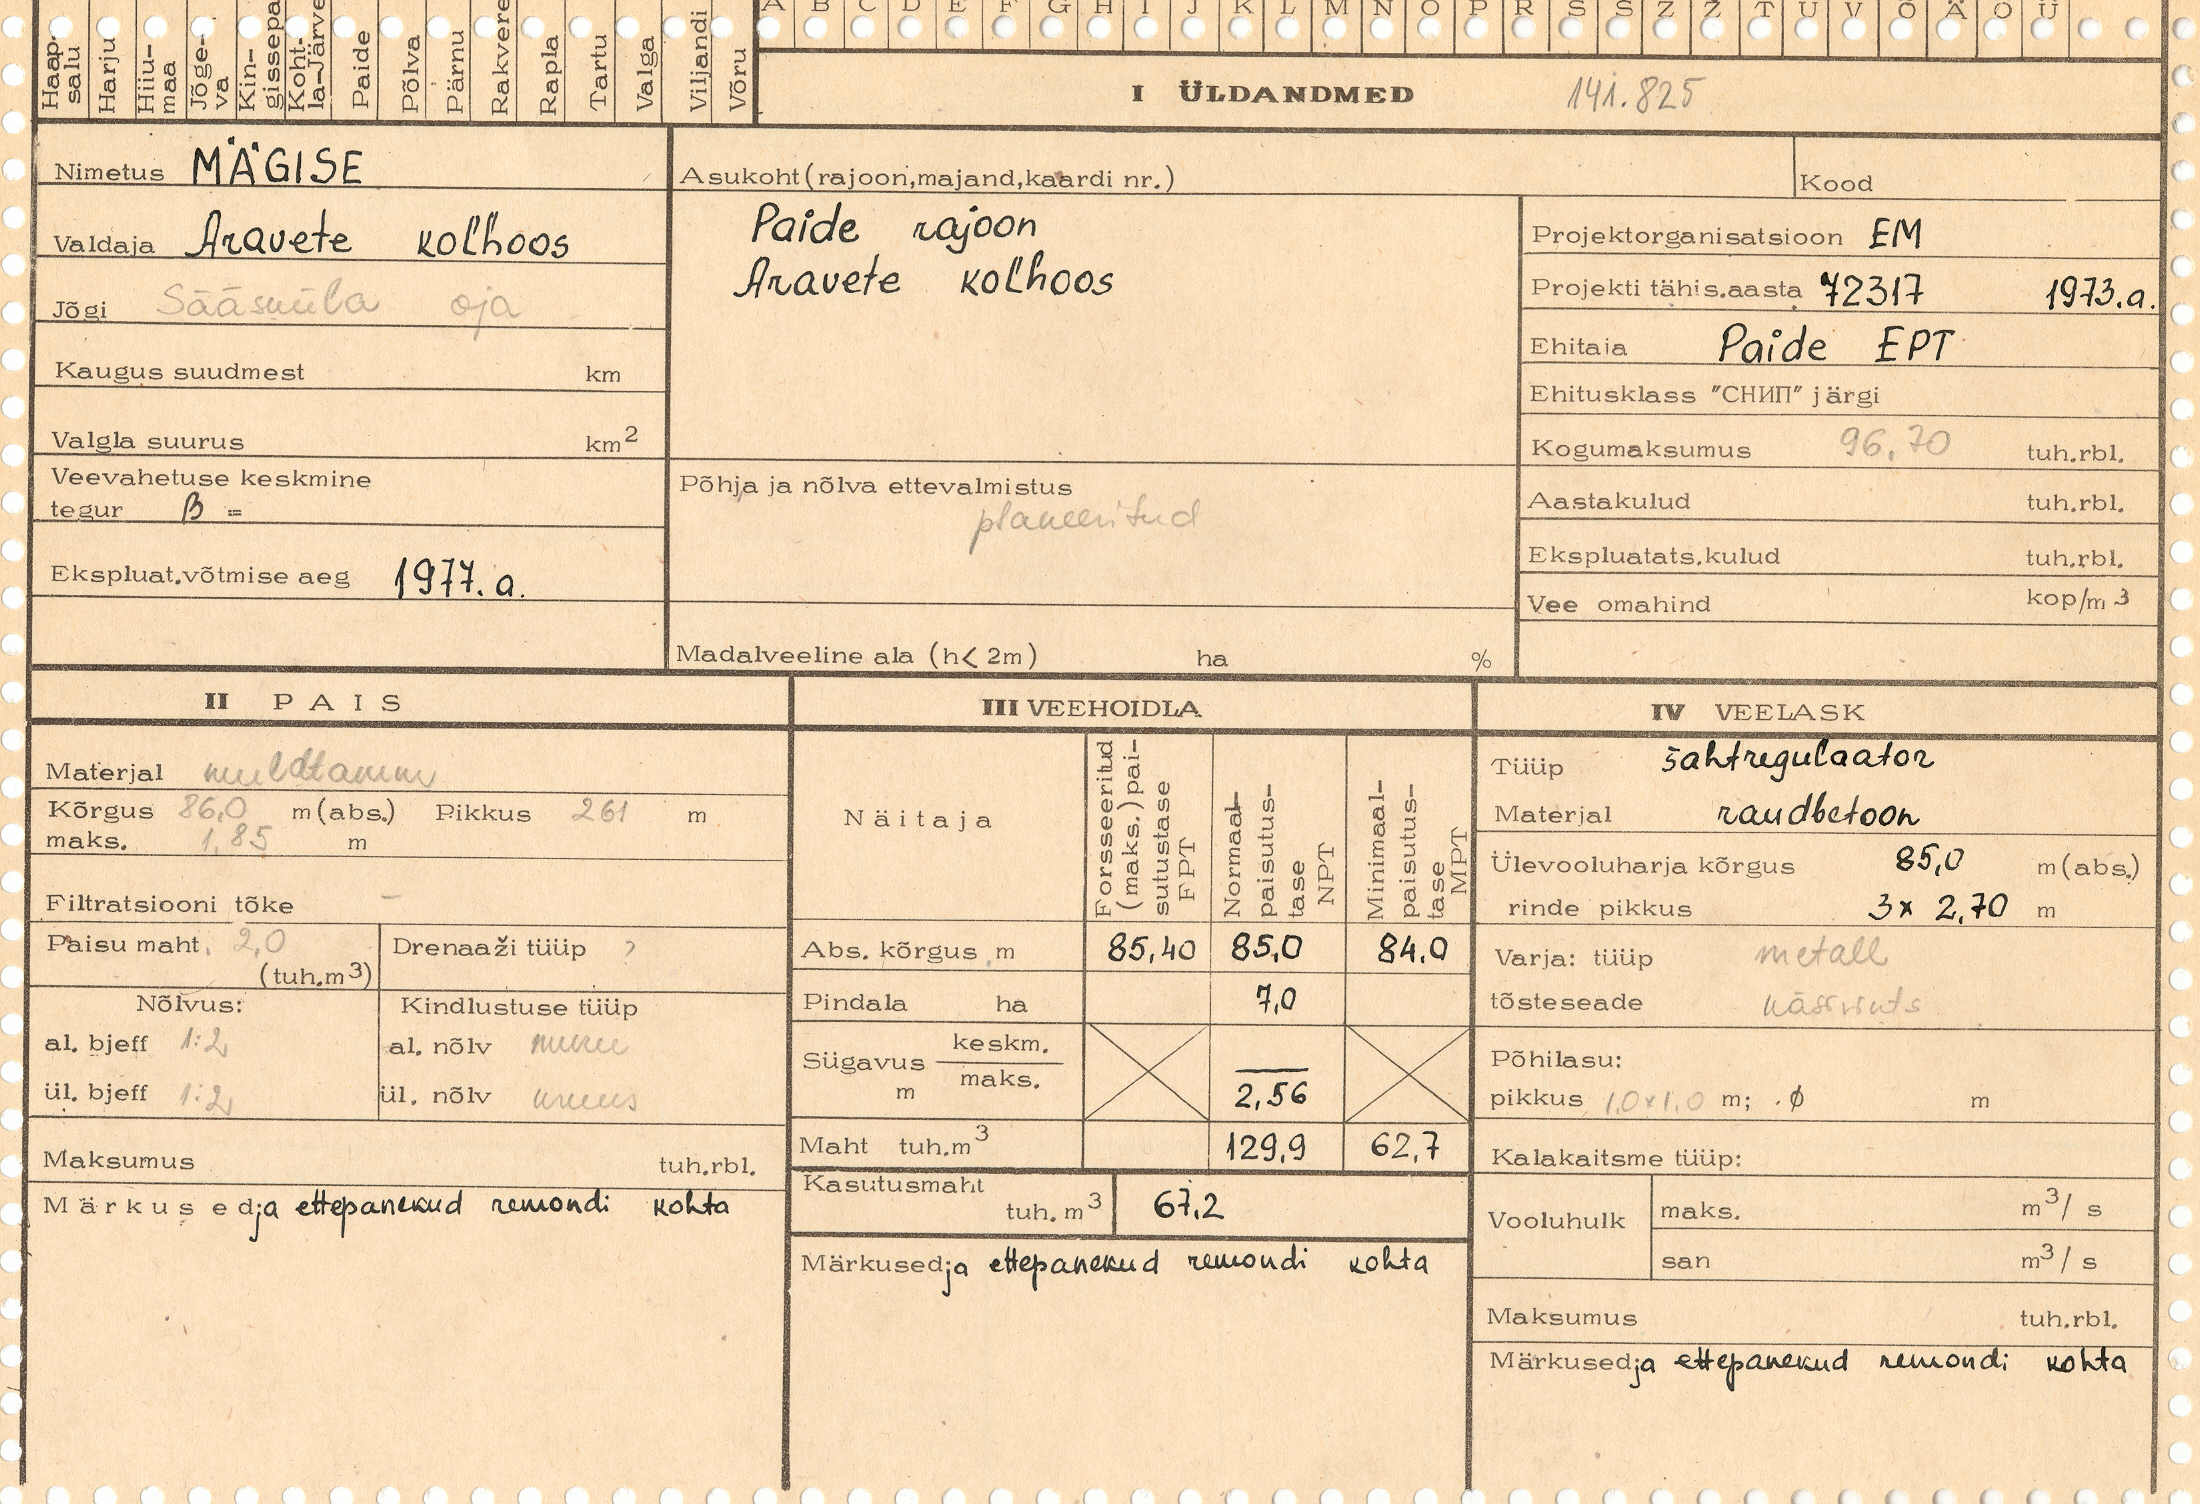 Haap-
salu
Harju
Hiiu-
maa
Jõge-
va
Kin-
gissepa
Koht-
la-Järve
Paide
Põlva
Pärnu
Rakvere
Rapla
Tartu
Valga
Viljandi
Võru
A B C D E F G H I J K L M N O P R S Š Z Ž T U V Õ Ä Ö Ü
I ÜLDANDMED 141.825
Nimetus MÄGISE
Valdaja Aravete kolhoos
Jõgi Sääsküla oja
Kaugus suudmest km
Valgla suurus km2
Veevahetuse keskmine
tegur β =
Ekspluat.võtmise aeg 1977.a.
Asukoht (rajoon,majand,kaardi nr.)
Paide rajoon
Aravete kolhoos
Põhja ja nõlva ettevalmistus
planeeritud
Madalveeline ala (h< 2m) ha %
Kood
Projektorganisatsioon EM
Projekti tähis.aasta 72317 1973.a.
Ehitaia Paide EPT
Ehitusklass "СНИП" järgi
Kogumaksumus 96,70 tuh.rbl.
Aastakulud tuh.rbl.
Ekspluatats.kulud tuh.rbl.
Vee omahind kop/m3
II PAIS
Materjal muldtamm
Kõrgus 86,0 m(abs.) Pikkus 261 m
maks. 1,85 m
Filtratsiooni tõke –
Paisu maht. 2,0
(tuh.m3)
Drenaaži tüüp ?
Nõlvus:
al. bjeff 1:2
ül. bjeff 1:2
Kindlustuse tüüp
al. nõlv muru
ül. nõlv
Maksumus tuh.rbl.
Märkused ja ettepanekud remondi kohta
III VEEHOIDLA
Näitaja
Forsseeritud
(maks.) pai-
sutustase
FPT
Normaal-
paisutus-
tase
NPT
Minimaal-
paisutus-
tase
MPT
Abs. kõrgus m 85,40 85,0 84.0
Pindala ha 7,0
Sügavus keskm.
m maks. 2,56
Maht tuh.m3 129,9 62,7
Kasutusmaht
tuh. m3 67,2
Märkused ja ettepanekud remondi kohta
IV VEELASK
Tüüp šahtregulaator
Materjal raudbetoon
Ülevooluharja kõrgus 85,0 m(abs.)
rinde pikkus 3x 2,70 m
Varja: tüüp metall
tõsteseade käsivints
Põhilasu:
pikkus 1,0x1,0 m; ϕ m
Kalakaitsme tüüp:
Vooluhulk maks. m3/ s
san m3/ s
Maksumus tuh.rbl.
Märkused ja ettepanekud remondi kohta